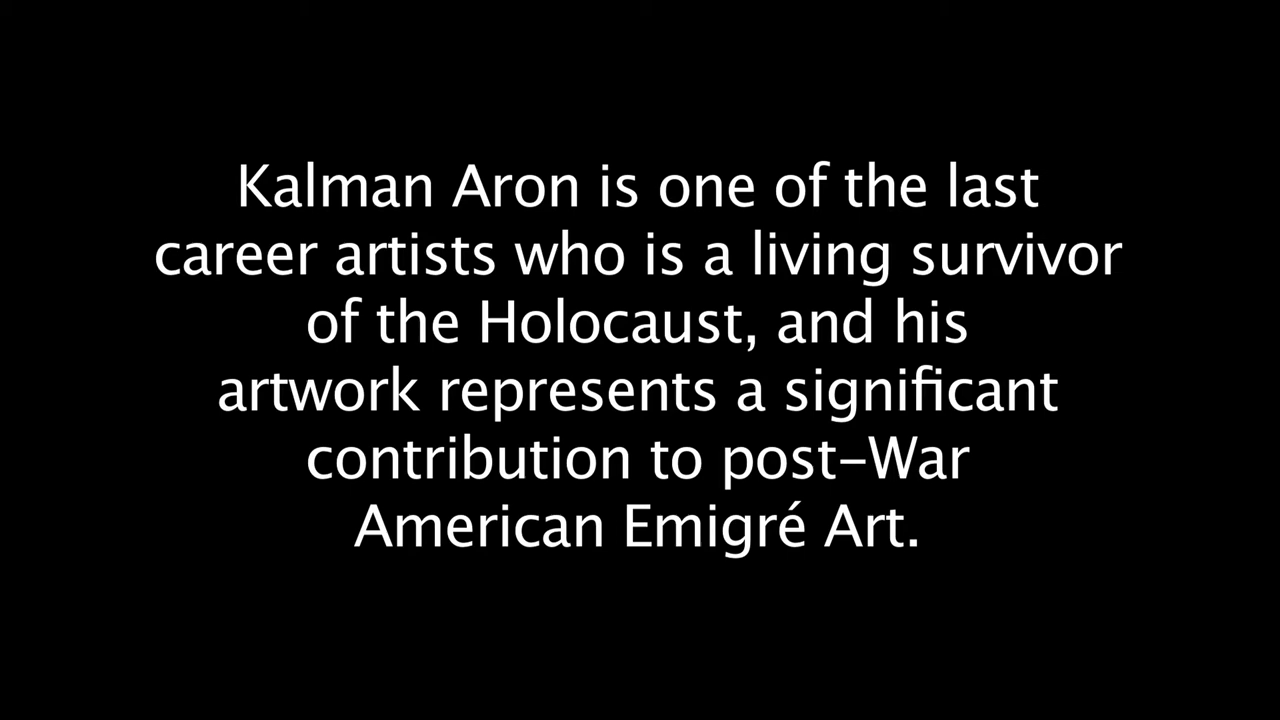 Kalman Aron is one of the last
career artists who is a living survivor
of the Holocaust, and his
artwork represents a significant
contribution to post–War
American Emigré Art.